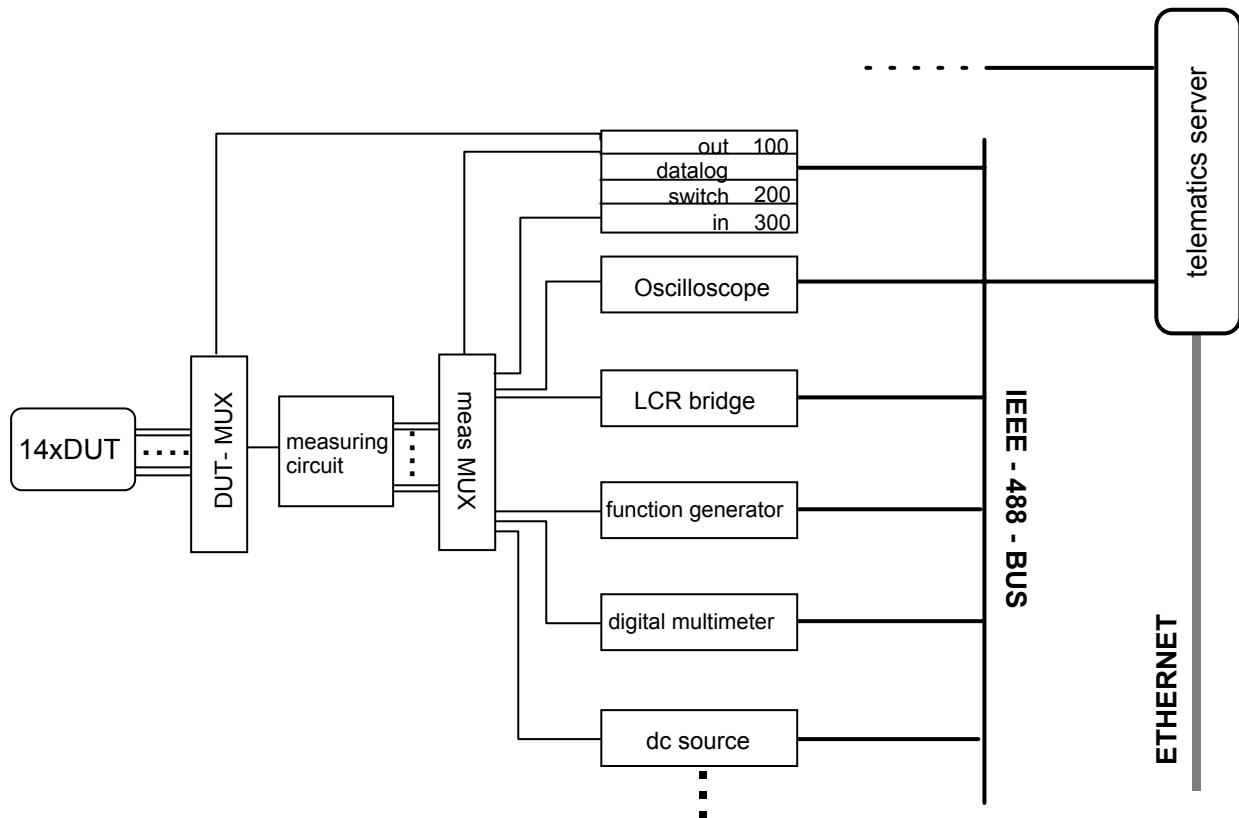 telematics server
out 100
datalog
switch 200
in 300
Oscilloscope
LCR bridge
function generator
digital multimeter
dc source
14xDUT
DUT- MUX
measuring
circuit
meas MUX
IEEE - 488 - BUS
ETHERNET